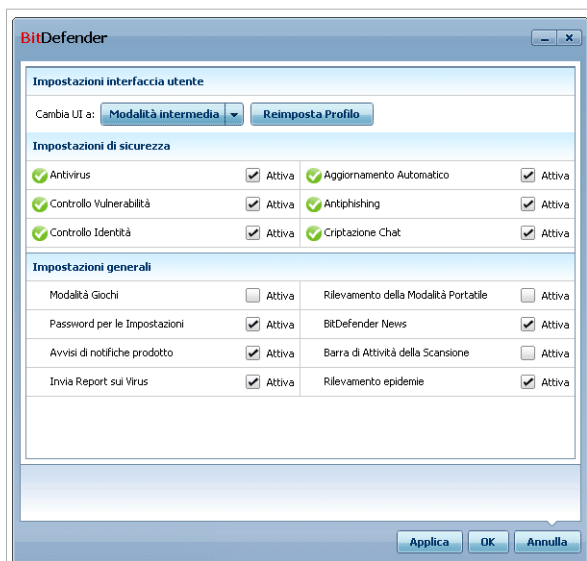 BitDefender
Impostazioni interfaccia utente
Cambia UI a: Modalità intermedia Reimposta Profilo
Impostazioni di sicurezza
Antivirus Attiva Aggiornamento Automatico Attiva
Controllo Vulnerabilità Attiva Antiphishing Attiva
Controllo Identità Attiva Criptazione Chat Attiva
Impostazioni generali
Modalità Giochi Attiva Rilevamento della Modalità Portatile Attiva
Password per le Impostazioni Attiva BitDefender News Attiva
Avvisi di notifiche prodotto Attiva Barra di Attività della Scansione Attiva
Invia Report sui Virus Attiva Rilevamento epidemie Attiva
Applica OK Annulla